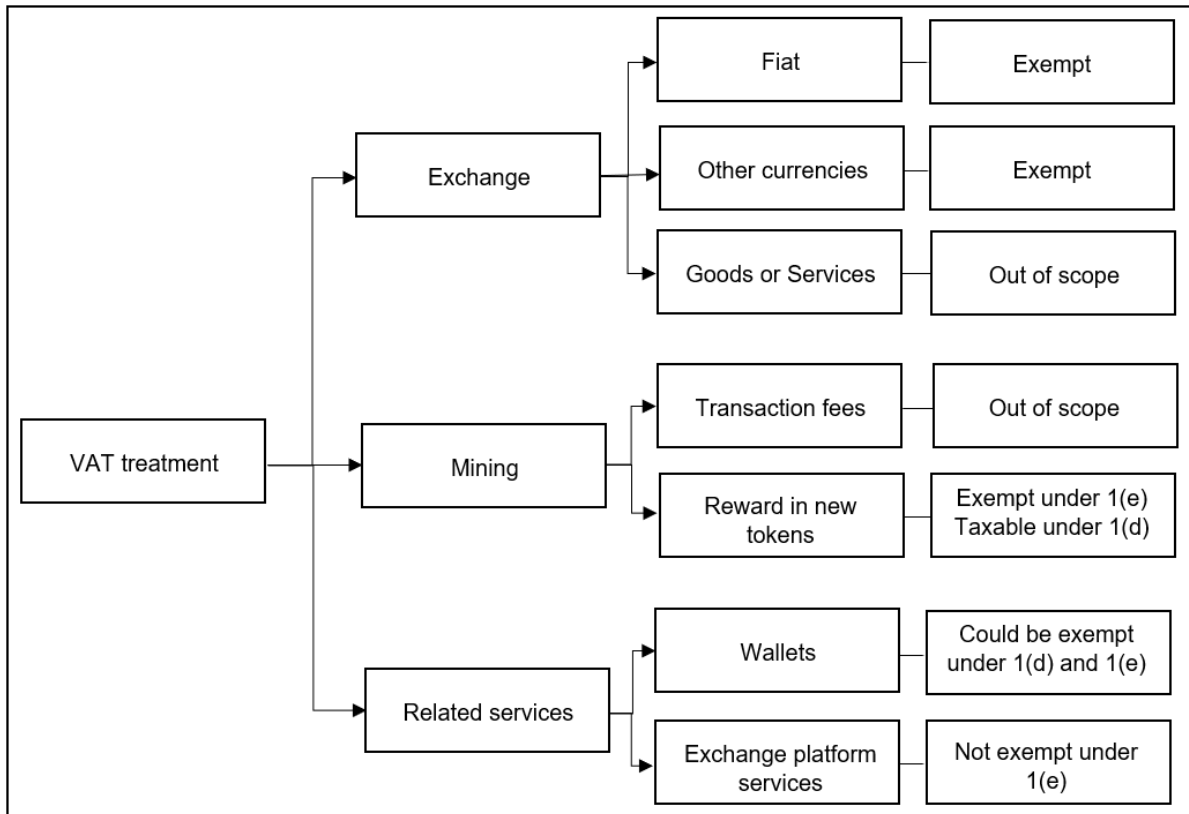 VAT treatment
Exchange
Fiat
Exempt
Other currencies
Exempt
Goods or Services
Out of scope
Mining
Transaction fees
Out of scope
Reward in new
tokens
Exempt under 1(e)
Taxable under 1(d)
Related services
Wallets
Could be exempt
under 1(d) and 1(e)
Exchange platform
services
Not exempt under
1(e)